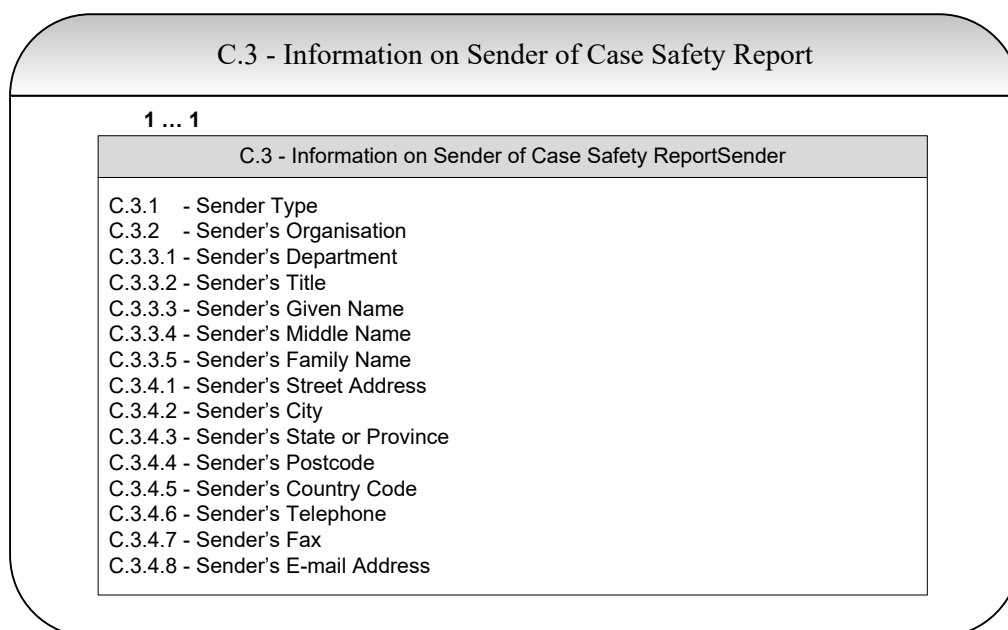 C.3 - Information on Sender of Case Safety Report
1 … 1
C.3 - Information on Sender of Case Safety ReportSender
C.3.1 - Sender Type
C.3.2 - Sender’s Organisation
C.3.3.1 - Sender’s Department
C.3.3.2 - Sender’s Title
C.3.3.3 - Sender’s Given Name
C.3.3.4 - Sender’s Middle Name
C.3.3.5 - Sender’s Family Name
C.3.4.1 - Sender’s Street Address
C.3.4.2 - Sender’s City
C.3.4.3 - Sender’s State or Province
C.3.4.4 - Sender’s Postcode
C.3.4.5 - Sender’s Country Code
C.3.4.6 - Sender’s Telephone
C.3.4.7 - Sender’s Fax
C.3.4.8 - Sender’s E-mail Address